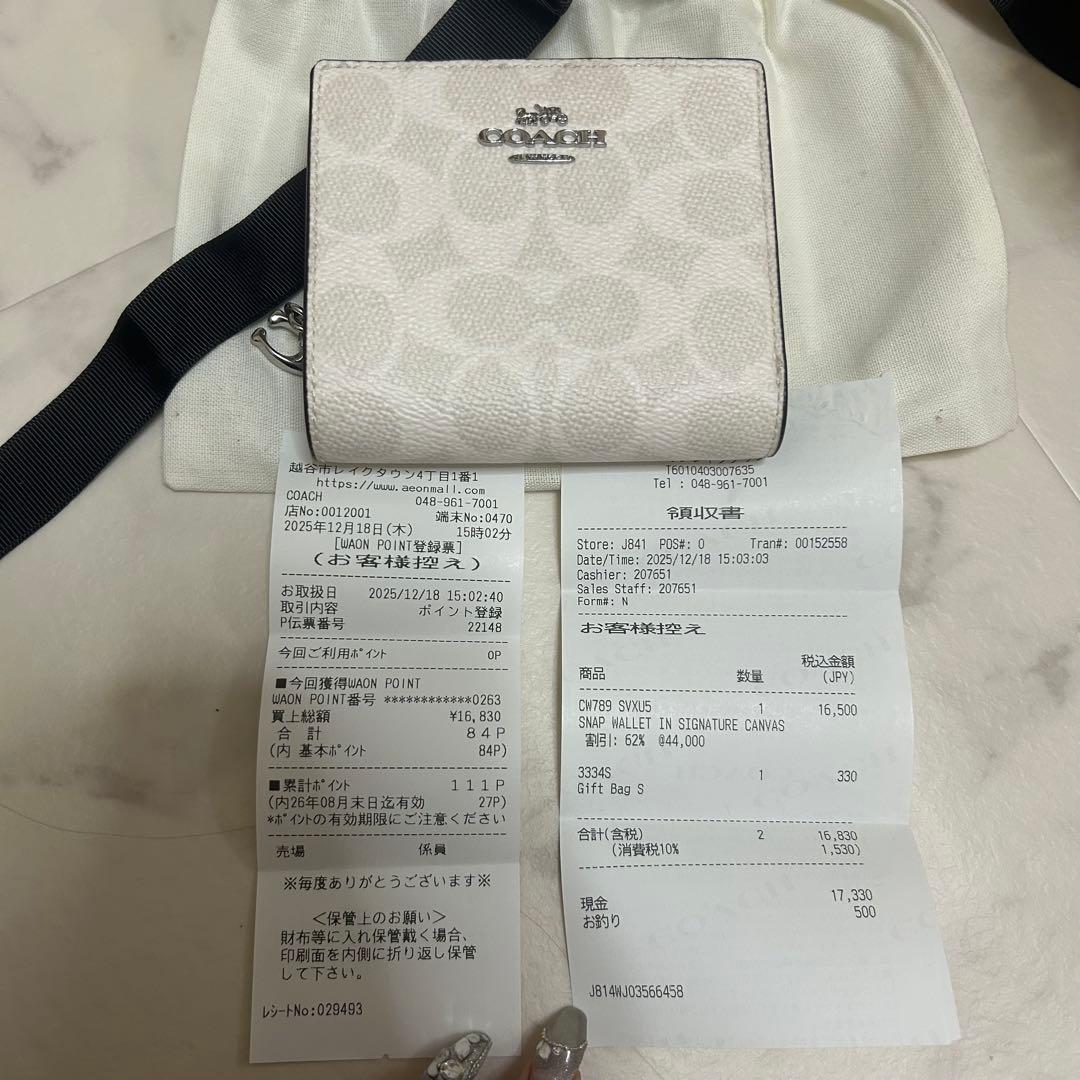 COACH
越谷市レイクタウン4丁目1番1
https://www.aeonmall.com
COACH 048-961-7001
店No:0012001 端末No:0470
2025年12月18日(木) 15時02分
[WAON POINT登録票]
(お客様控え)
お取扱日 2025/12/18 15:02:40
取引内容 ポイント登録
P伝票番号 22148
今回ご利用ポイント 0P
■今回獲得WAON POINT
WAON POINT番号 ************0263
買上総額 ¥16,830
合 計 84P
(内 基本ポイント 84P)
■累計ポイント 111P
(内26年08月末日迄有効 27P)
*ポイントの有効期限にご注意ください
売場 係員
※毎度ありがとうございます※
<保管上のお願い>
財布等に入れ保管戴く場合、
印刷面を内側に折り返し保管
して下さい。
レシートNo:029493
T6010403007635
Tel : 048-961-7001
領収書
Store: J841 POS#: 0 Tran#: 00152558
Date/Time: 2025/12/18 15:03:03
Cashier: 207651
Sales Staff: 207651
Form#: N
お客様控え
商品 数量 税込金額
(JPY)
CW789 SVXU5 1 16,500
SNAP WALLET IN SIGNATURE CANVAS
割引: 62% @44,000
3334S 1 330
Gift Bag S
合計(含税) 2 16,830
(消費税10% 1,530)
現金 17,330
お釣り 500
J814WJ03566458